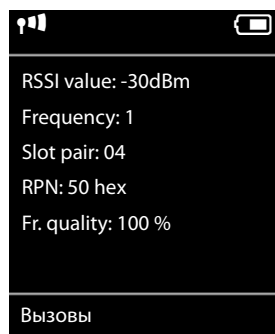 RSSI value: -30dBm
Frequency: 1
Slot pair: 04
RPN: 50 hex
Fr. quality: 100 %
Вызовы